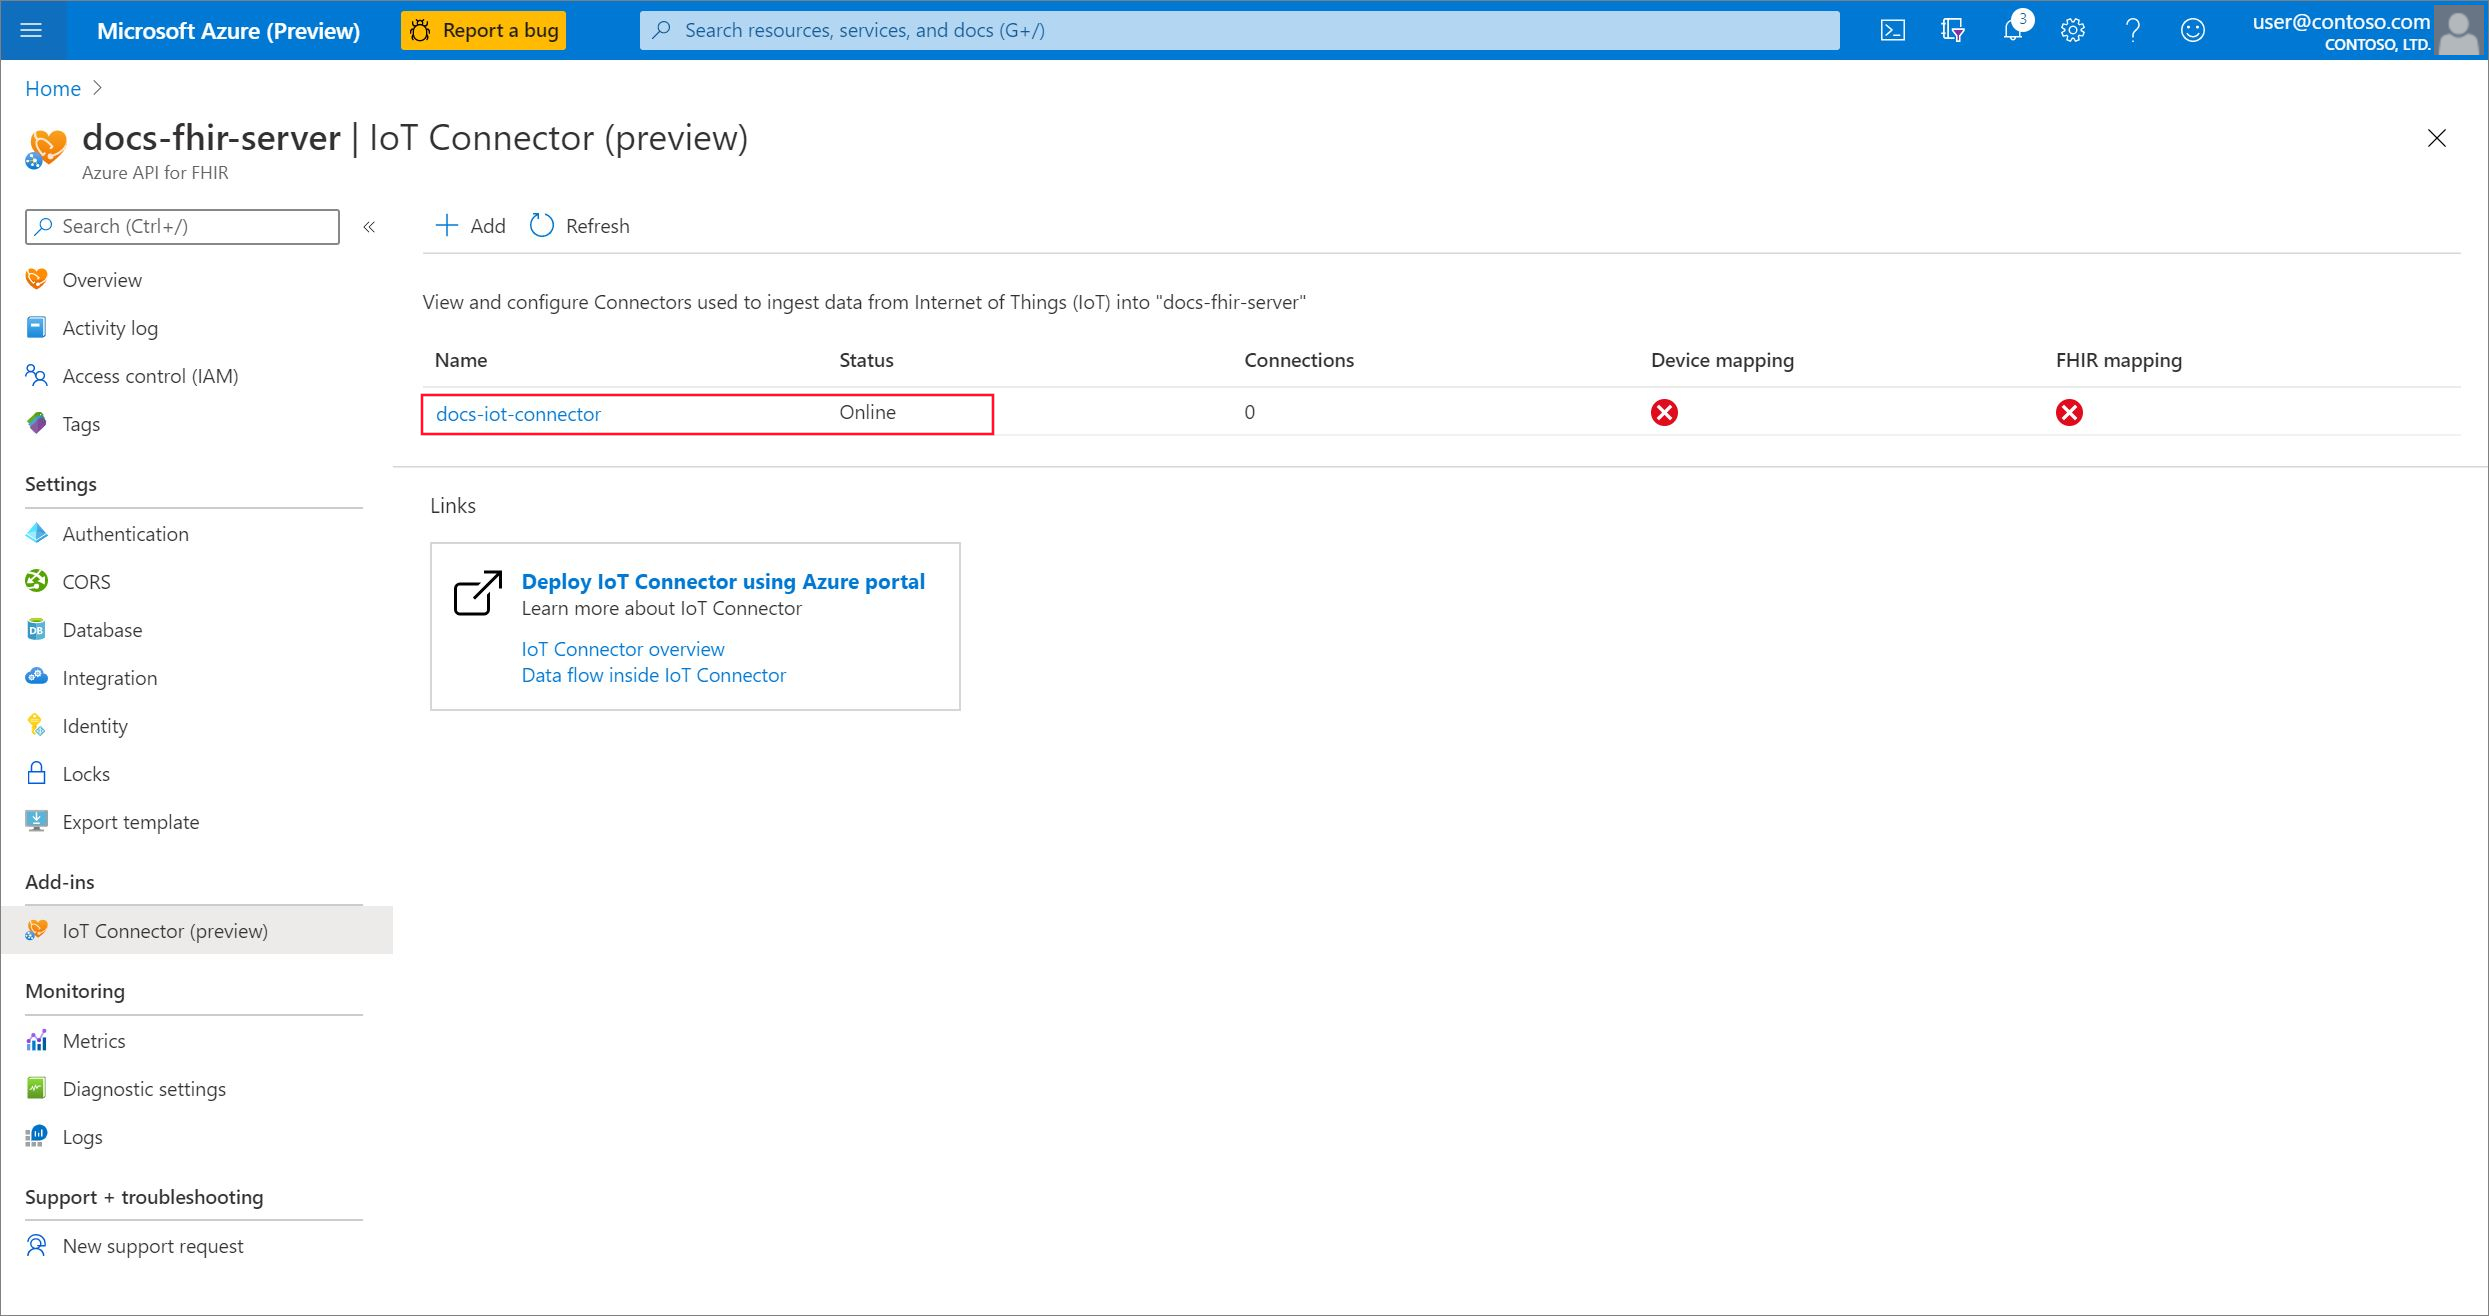 Microsoft Azure (Preview)
Report a bug
Search resources, services, and docs (G+/)
3
user@contoso.com
CONTOSO, LTD.
Home
docs-fhir-server | IoT Connector (preview)
Azure API for FHIR
Search (Ctrl+/)
«
Overview
Activity log
Access control (IAM)
Tags
Settings
Authentication
CORS
Database
Integration
Identity
Locks
Export template
Add-ins
IoT Connector (preview)
Monitoring
Metrics
Diagnostic settings
Logs
Support + troubleshooting
New support request
Add
Refresh
View and configure Connectors used to ingest data from Internet of Things (IoT) into "docs-fhir-server"
Name Status Connections Device mapping FHIR mapping
docs-iot-connector Online 0
Links
Deploy IoT Connector using Azure portal
Learn more about IoT Connector
IoT Connector overview
Data flow inside IoT Connector